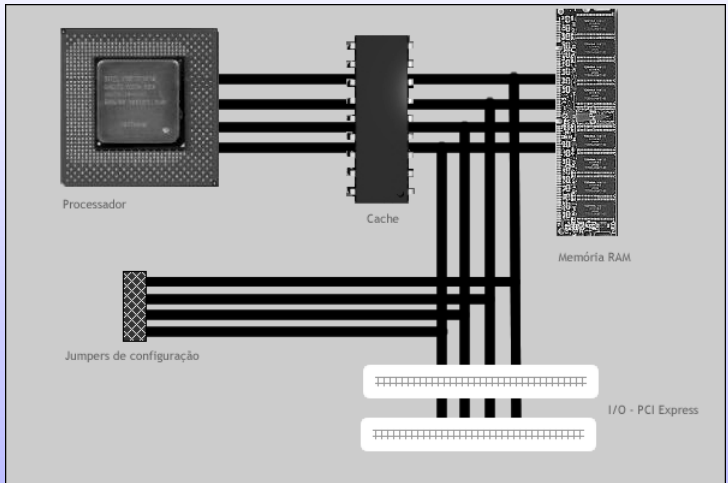 Processador
Cache
Memória RAM
Jumpers de configuração
I/O - PCI Express